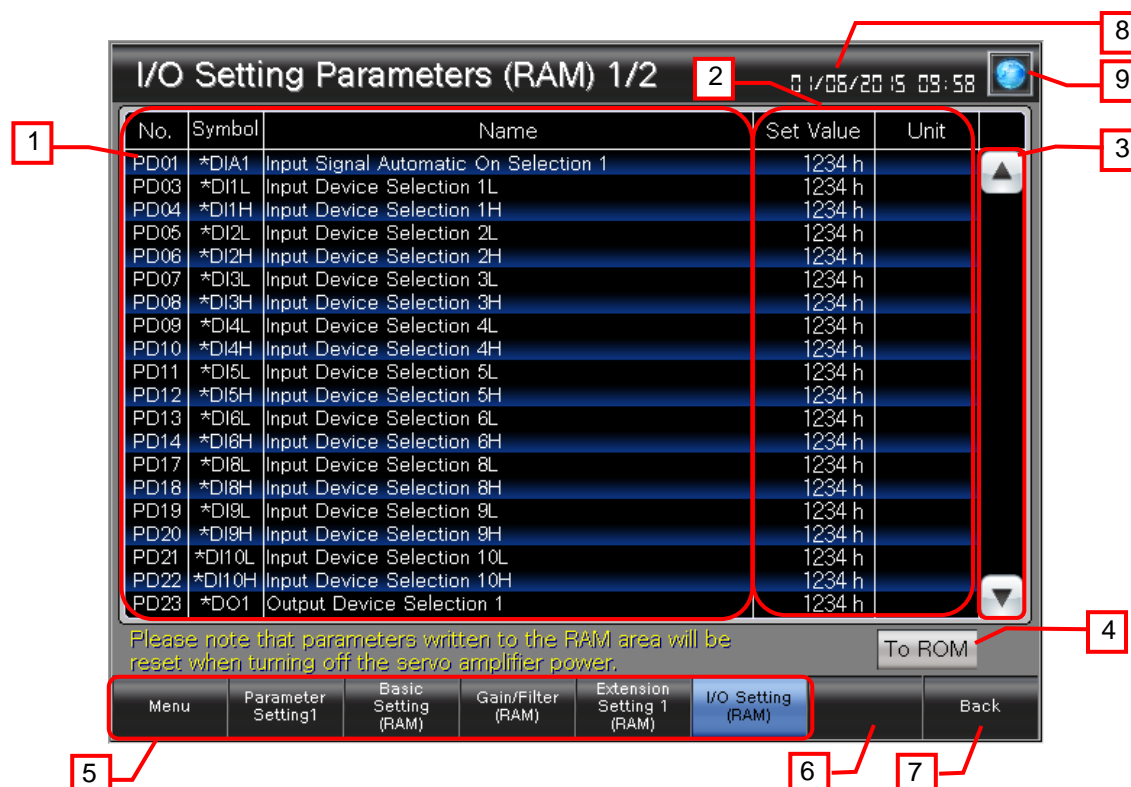 8
I/O Setting Parameters (RAM) 1/2
2
01/06/2015 09:58
9
1
No. Symbol Name Set Value Unit
3
PD01 *DIA1 Input Signal Automatic On Selection 1 1234 h
PD03 *DI1L Input Device Selection 1L 1234 h
PD04 *DI1H Input Device Selection 1H 1234 h
PD05 *DI2L Input Device Selection 2L 1234 h
PD06 *DI2H Input Device Selection 2H 1234 h
PD07 *DI3L Input Device Selection 3L 1234 h
PD08 *DI3H Input Device Selection 3H 1234 h
PD09 *DI4L Input Device Selection 4L 1234 h
PD10 *DI4H Input Device Selection 4H 1234 h
PD11 *DI5L Input Device Selection 5L 1234 h
PD12 *DI5H Input Device Selection 5H 1234 h
PD13 *DI6L Input Device Selection 6L 1234 h
PD14 *DI6H Input Device Selection 6H 1234 h
PD17 *DI8L Input Device Selection 8L 1234 h
PD18 *DI8H Input Device Selection 8H 1234 h
PD19 *DI9L Input Device Selection 9L 1234 h
PD20 *DI9H Input Device Selection 9H 1234 h
PD21 *DI10L Input Device Selection 10L 1234 h
PD22 *DI10H Input Device Selection 10H 1234 h
PD23 *DO1 Output Device Selection 1 1234 h
Please note that parameters written to the RAM area will be
reset when turning off the servo amplifier power.
To ROM
4
Menu
Parameter
Setting1
Basic
Setting
(RAM)
Gain/Filter
(RAM)
Extension
Setting 1
(RAM)
I/O Setting
(RAM)
Back
5
6
7